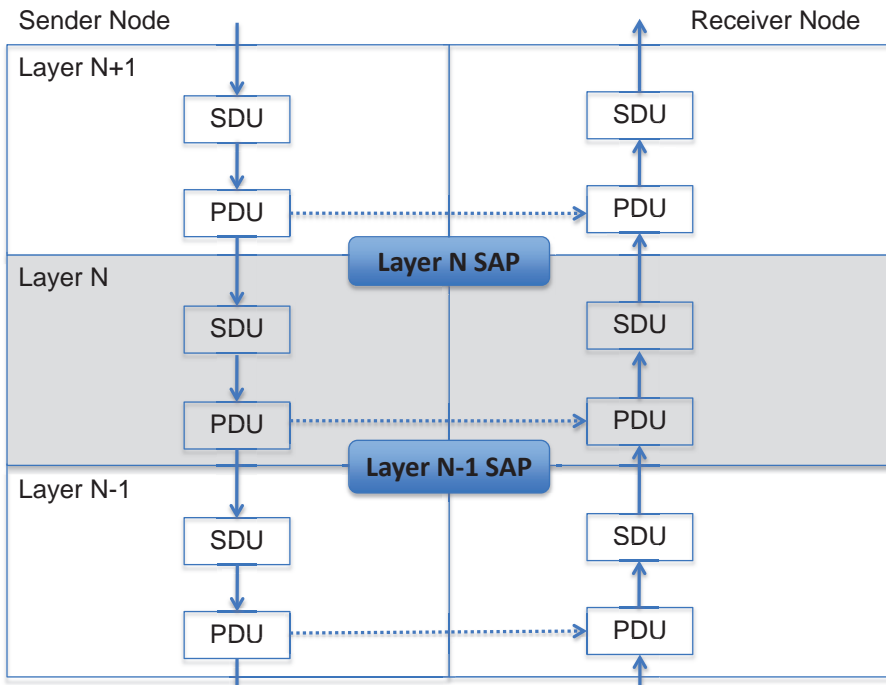 Sender Node
Receiver Node
Layer N+1
SDU
SDU
PDU
PDU
Layer N SAP
Layer N
SDU
SDU
PDU
PDU
Layer N-1 SAP
Layer N-1
SDU
SDU
PDU
PDU